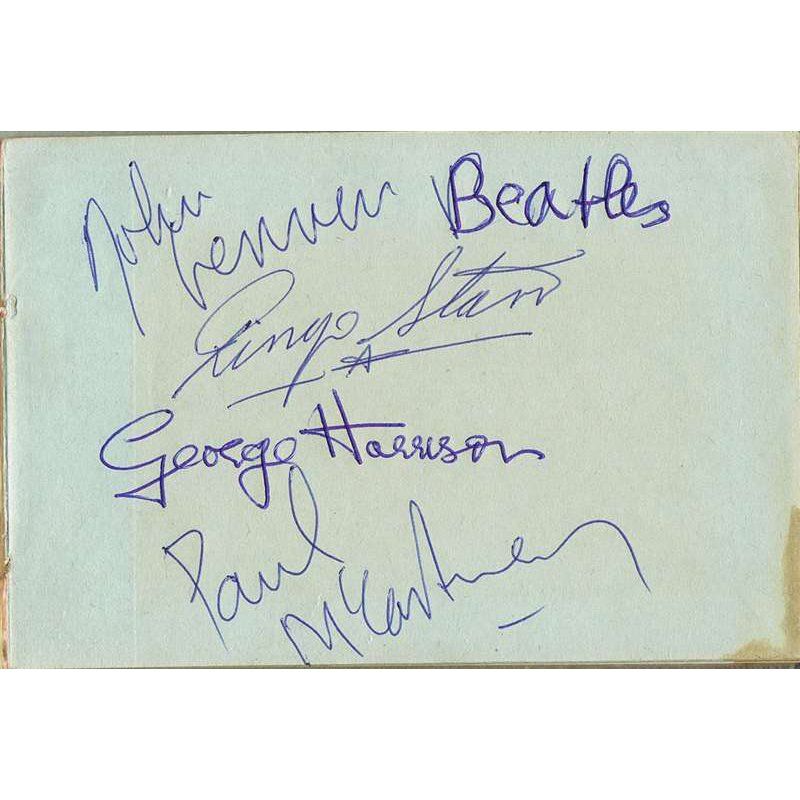 John Lennon Beatles
Ringo Starr
George Harrison
Paul McCartney